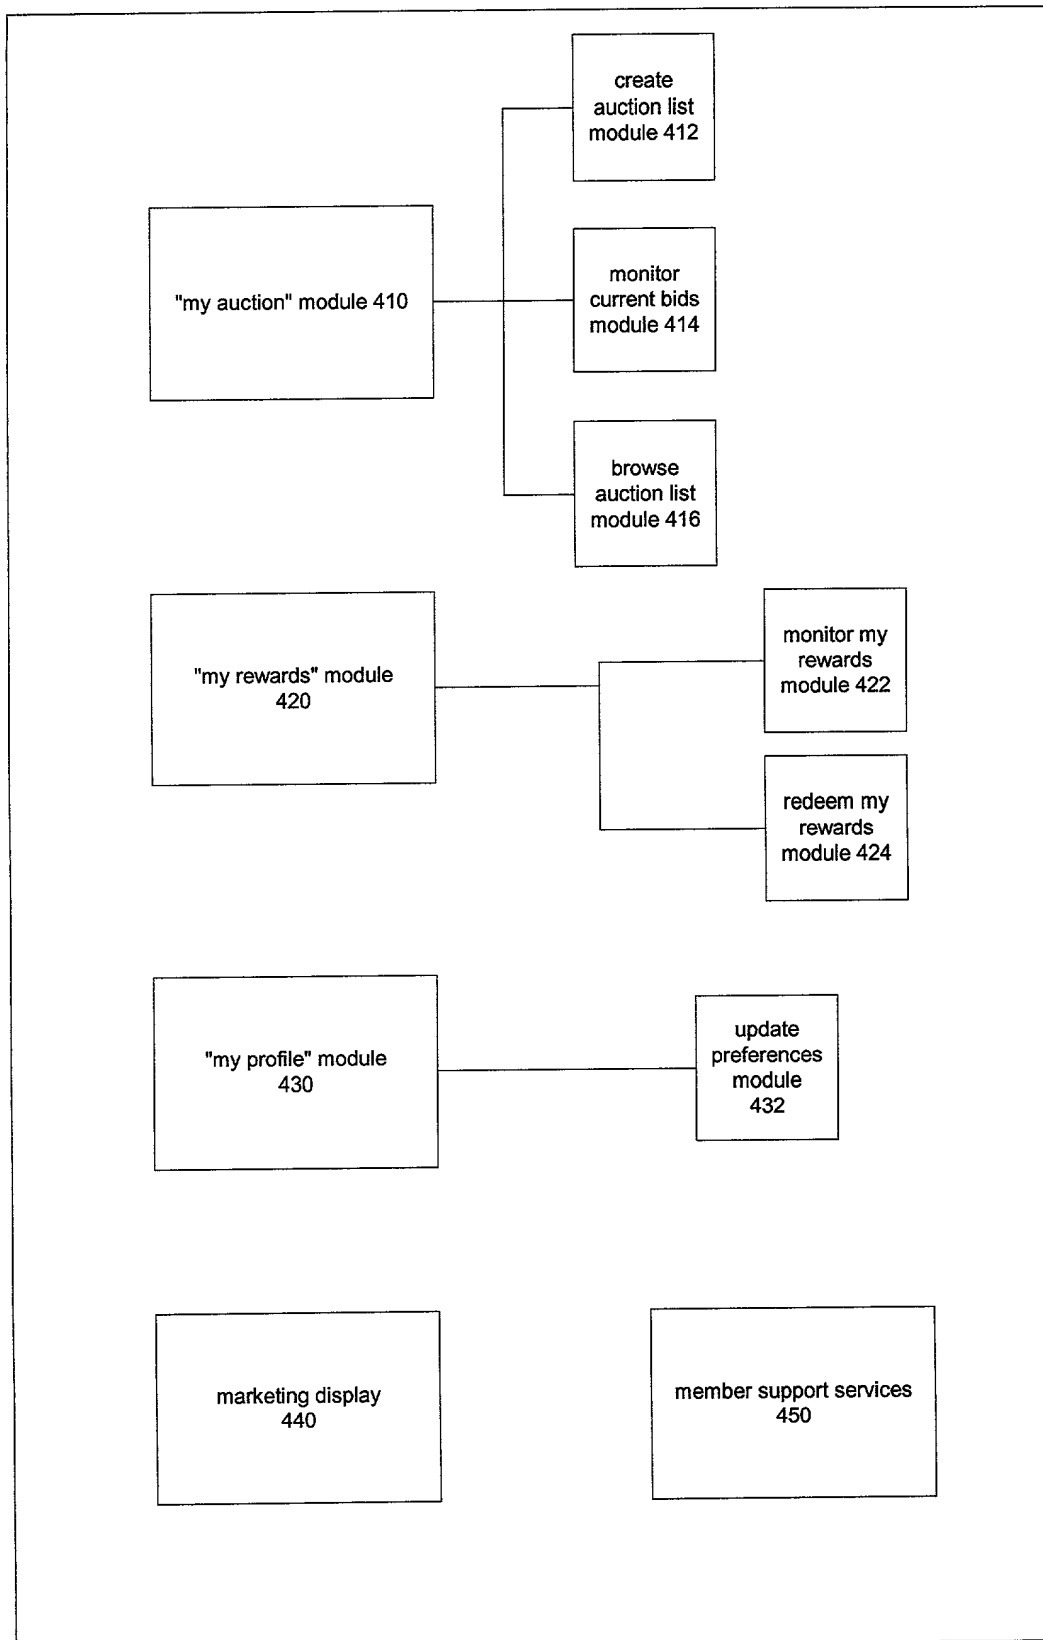 create
auction list
module 412
"my auction" module 410
monitor
current bids
module 414
browse
auction list
module 416
"my rewards" module
420
monitor my
rewards
module 422
redeem my
rewards
module 424
"my profile" module
430
update
preferences
module
432
marketing display
440
member support services
450